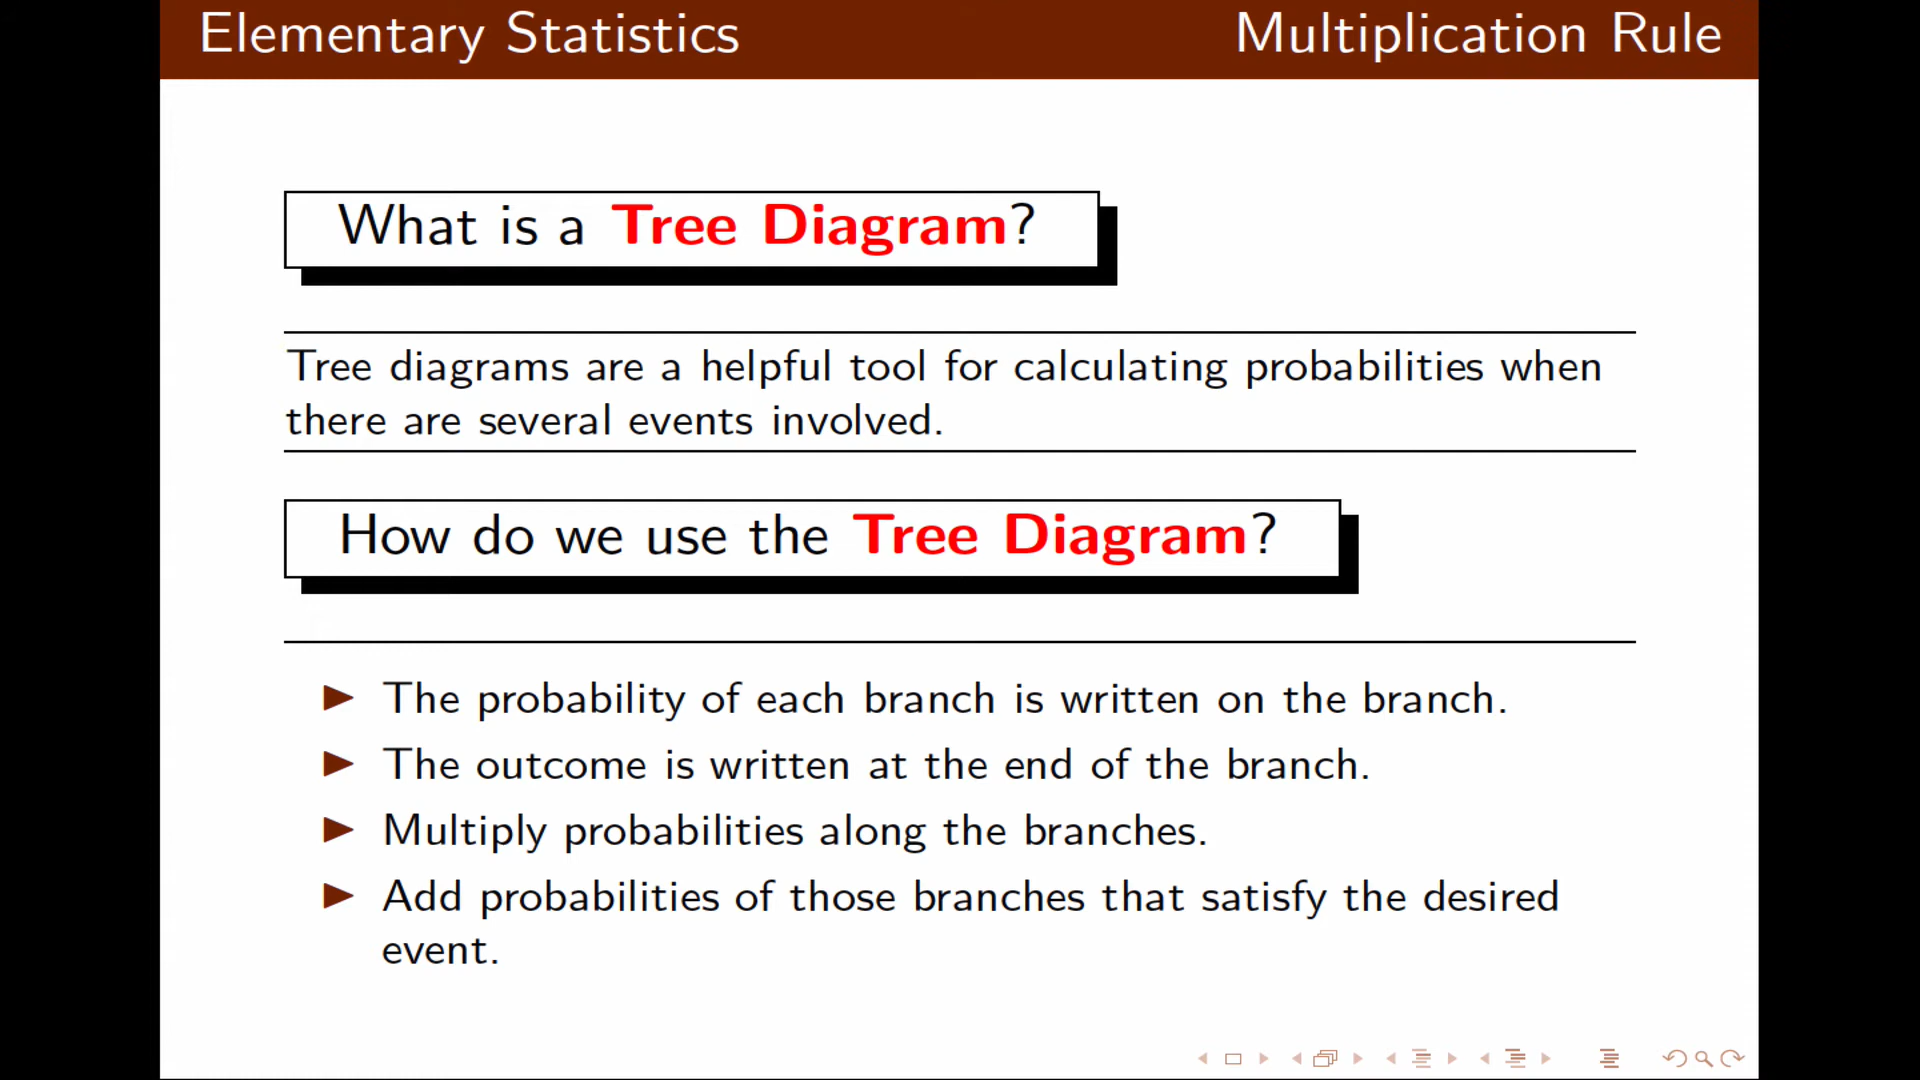 Elementary Statistics Multiplication Rule
What is a Tree Diagram?
Tree diagrams are a helpful tool for calculating probabilities when
there are several events involved.
How do we use the Tree Diagram?
The probability of each branch is written on the branch.
The outcome is written at the end of the branch.
Multiply probabilities along the branches.
Add probabilities of those branches that satisfy the desired
event.